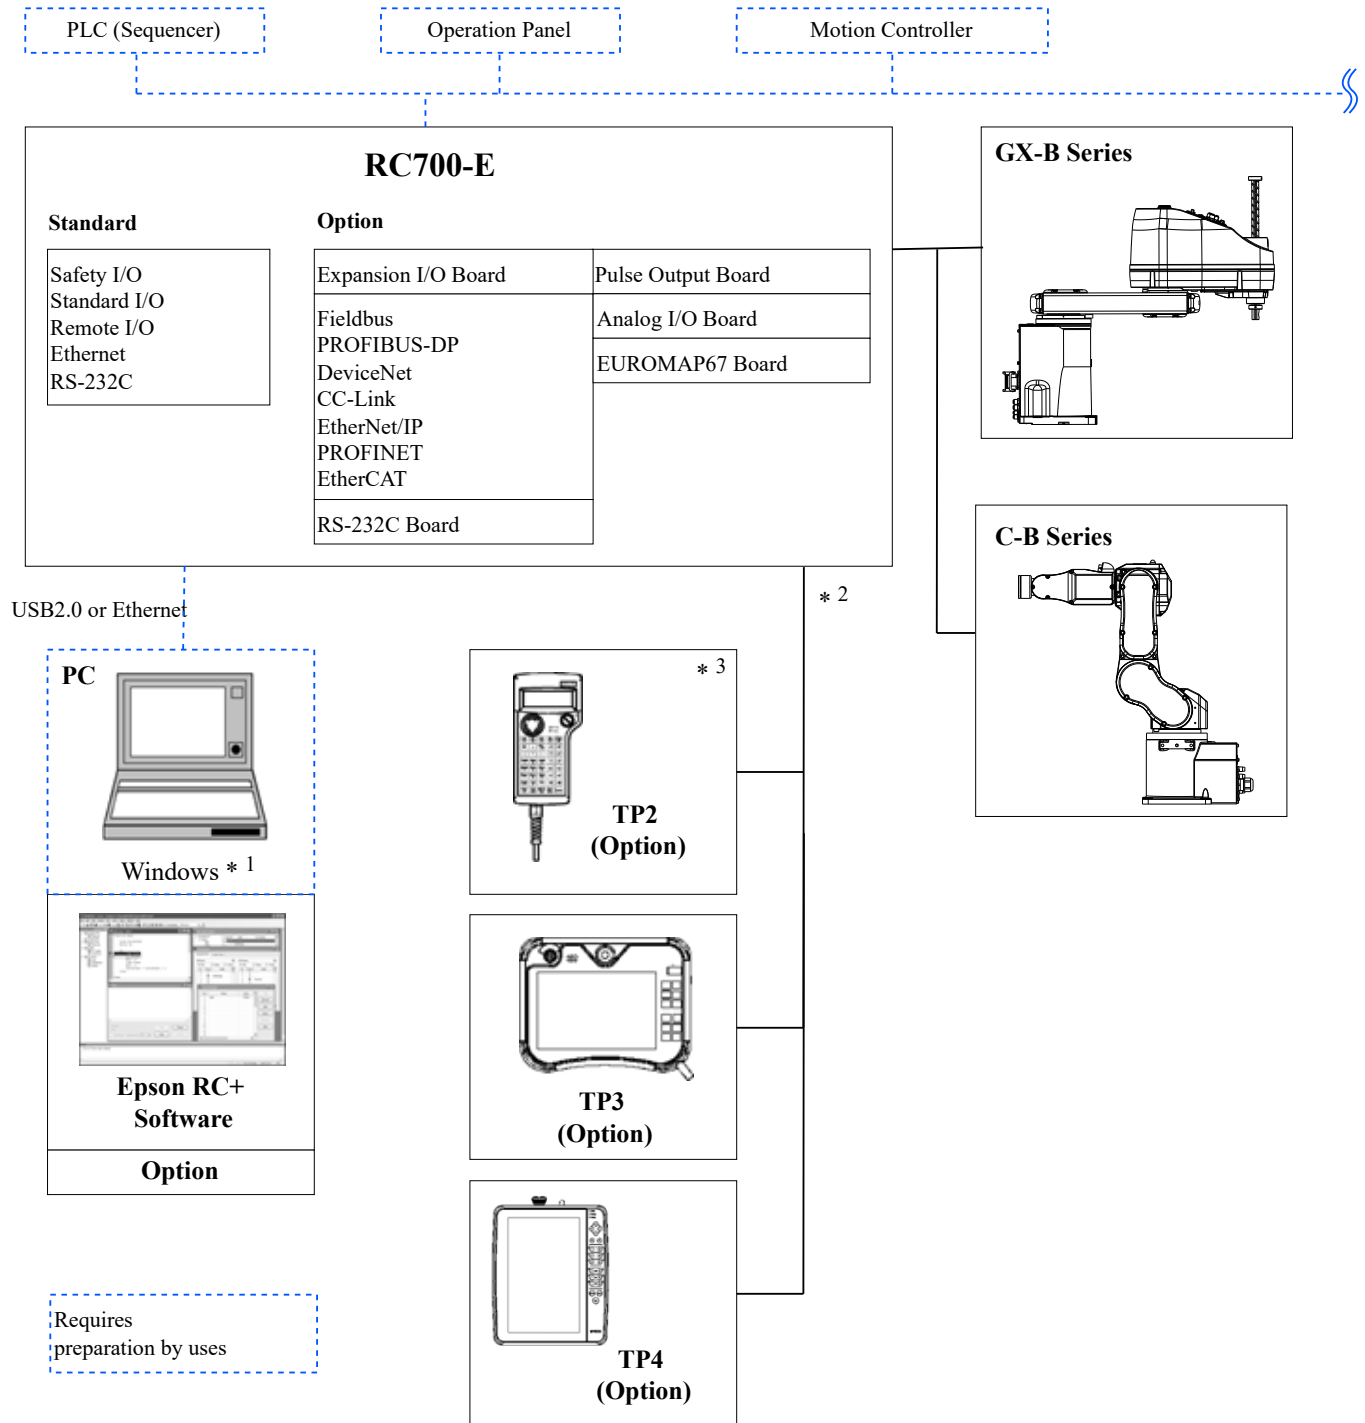 PLC (Sequencer)
Operation Panel
Motion Controller
RC700-E
Standard
Safety I/O
Standard I/O
Remote I/O
Ethernet
RS-232C
Option
Expansion I/O Board
Fieldbus
PROFIBUS-DP
DeviceNet
CC-Link
EtherNet/IP
PROFINET
EtherCAT
RS-232C Board
Pulse Output Board
Analog I/O Board
EUROMAP67 Board
GX-B Series
C-B Series
USB2.0 or Ethernet
* 2
PC
Windows * 1
Epson RC+
Software
Option
* 3
TP2
(Option)
TP3
(Option)
TP4
(Option)
Requires
preparation by uses